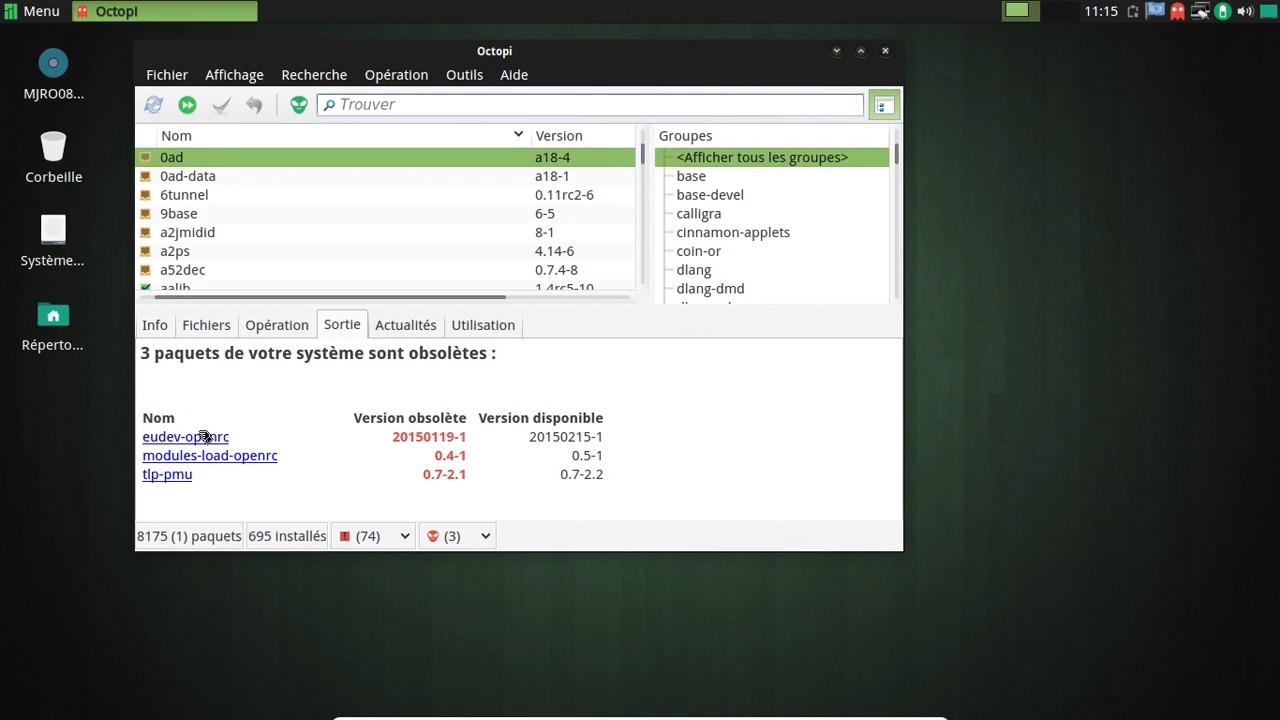 Menu Octopi 11:15
MJRO08...
Corbeille
Système...
Réperto...
Octopi
Fichier Affichage Recherche Opération Outils Aide
Trouver
Nom Version Groupes
0ad a18-4 <Afficher tous les groupes>
0ad-data a18-1 base
6tunnel 0.11rc2-6 base-devel
9base 6-5 calligra
a2jmidid 8-1 cinnamon-applets
a2ps 4.14-6 coin-or
a52dec 0.7.4-8 dlang
aalib 1.4rc5-10 dlang-dmd
Info Fichiers Opération Sortie Actualités Utilisation
3 paquets de votre système sont obsolètes :
Nom Version obsolète Version disponible
eudev-openrc 20150119-1 20150215-1
modules-load-openrc 0.4-1 0.5-1
tlp-pmu 0.7-2.1 0.7-2.2
8175 (1) paquets 695 installés (74) (3)